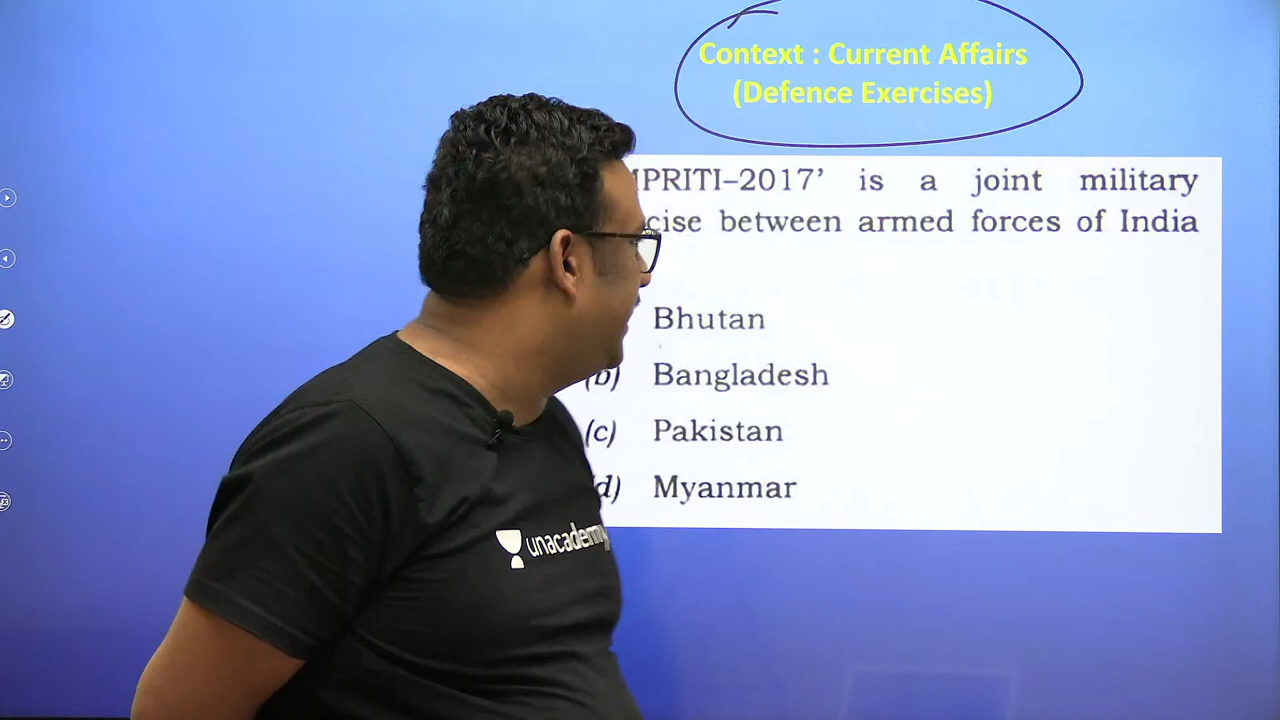 Context : Current Affairs
(Defence Exercises)
PRITI–2017’ is a joint military
cise between armed forces of India
Bhutan
(b) Bangladesh
(c) Pakistan
d) Myanmar
unacademy